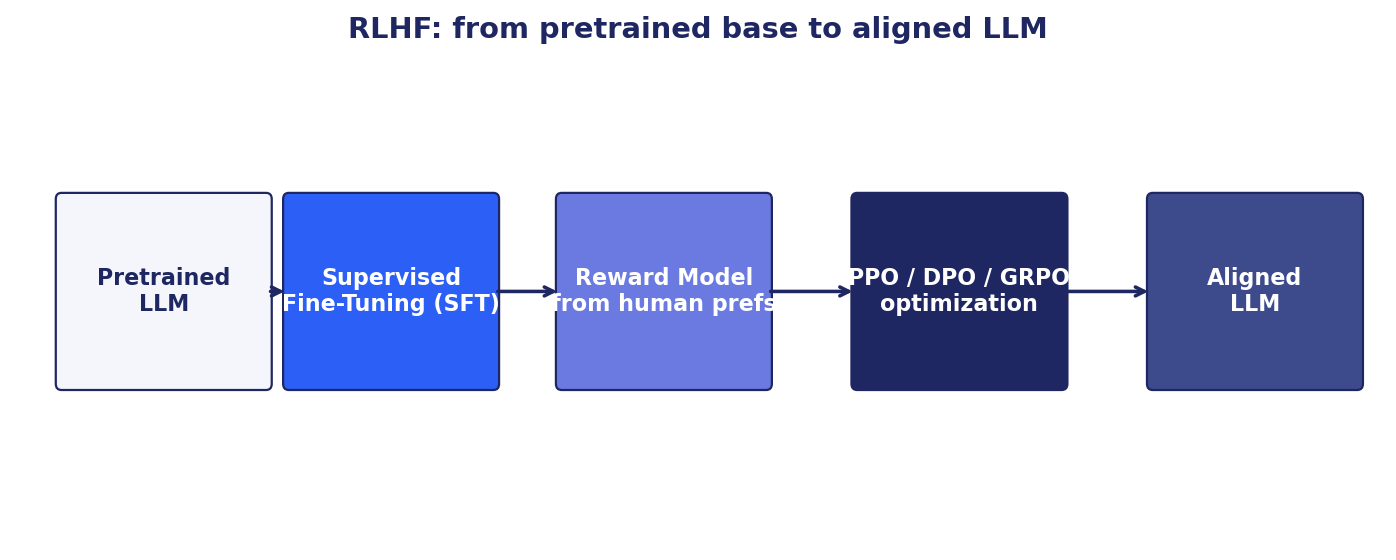 RLHF: from pretrained base to aligned LLM
Pretrained
LLM
Supervised
Fine-Tuning (SFT)
Reward Model
from human prefs
PPO / DPO / GRPO
optimization
Aligned
LLM